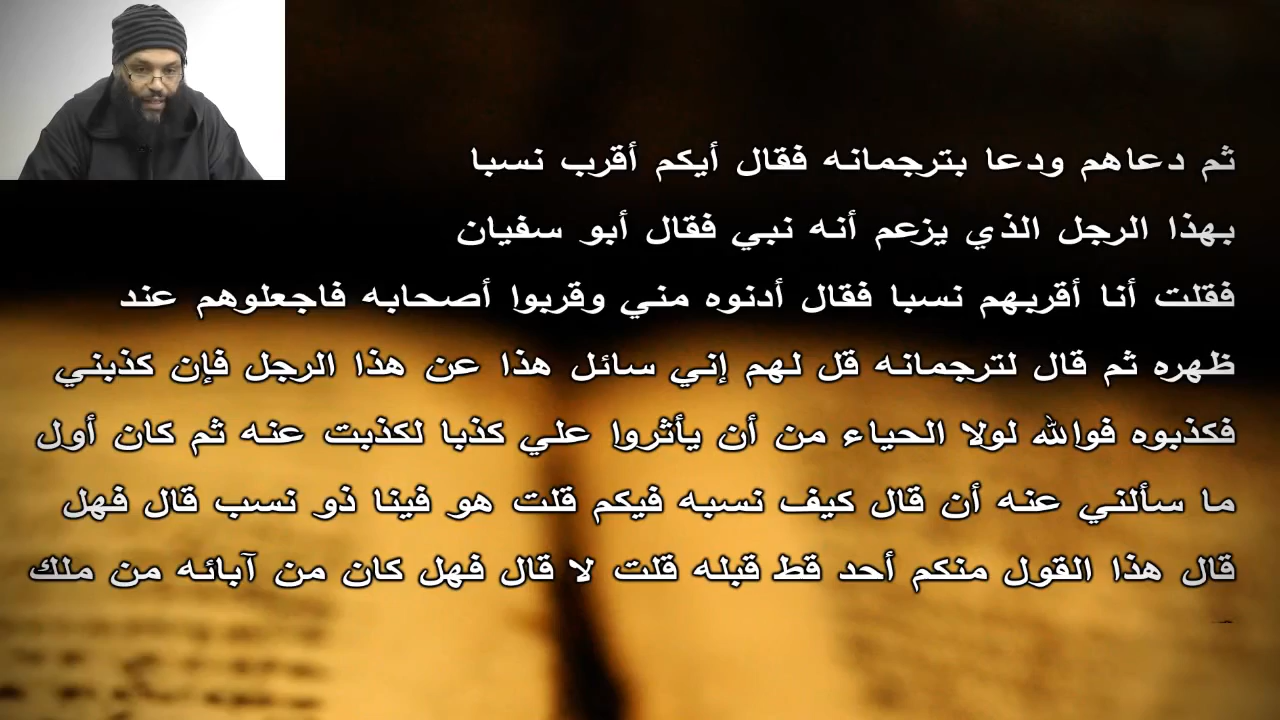 ثم دعاهم ودعا بترجمانه فقال أيكم أقرب نسبا
بهذا الرجل الذي يزعم أنه نبي فقال أبو سفيان
فقلت أنا أقربهم نسبا فقال أدنوه مني وقربوا أصحابه فاجعلوهم عند
ظهره ثم قال لترجمانه قل لهم إني سائل هذا عن هذا الرجل فإن كذبني
فكذبوه فوالله لولا الحياء من أن يأثروا علي كذبا لكذبت عنه ثم كان أول
ما سألني عنه أن قال كيف نسبه فيكم قلت هو فينا ذو نسب قال فهل
قال هذا القول منكم أحد قط قبله قلت لا قال فهل كان من آبائه من ملك